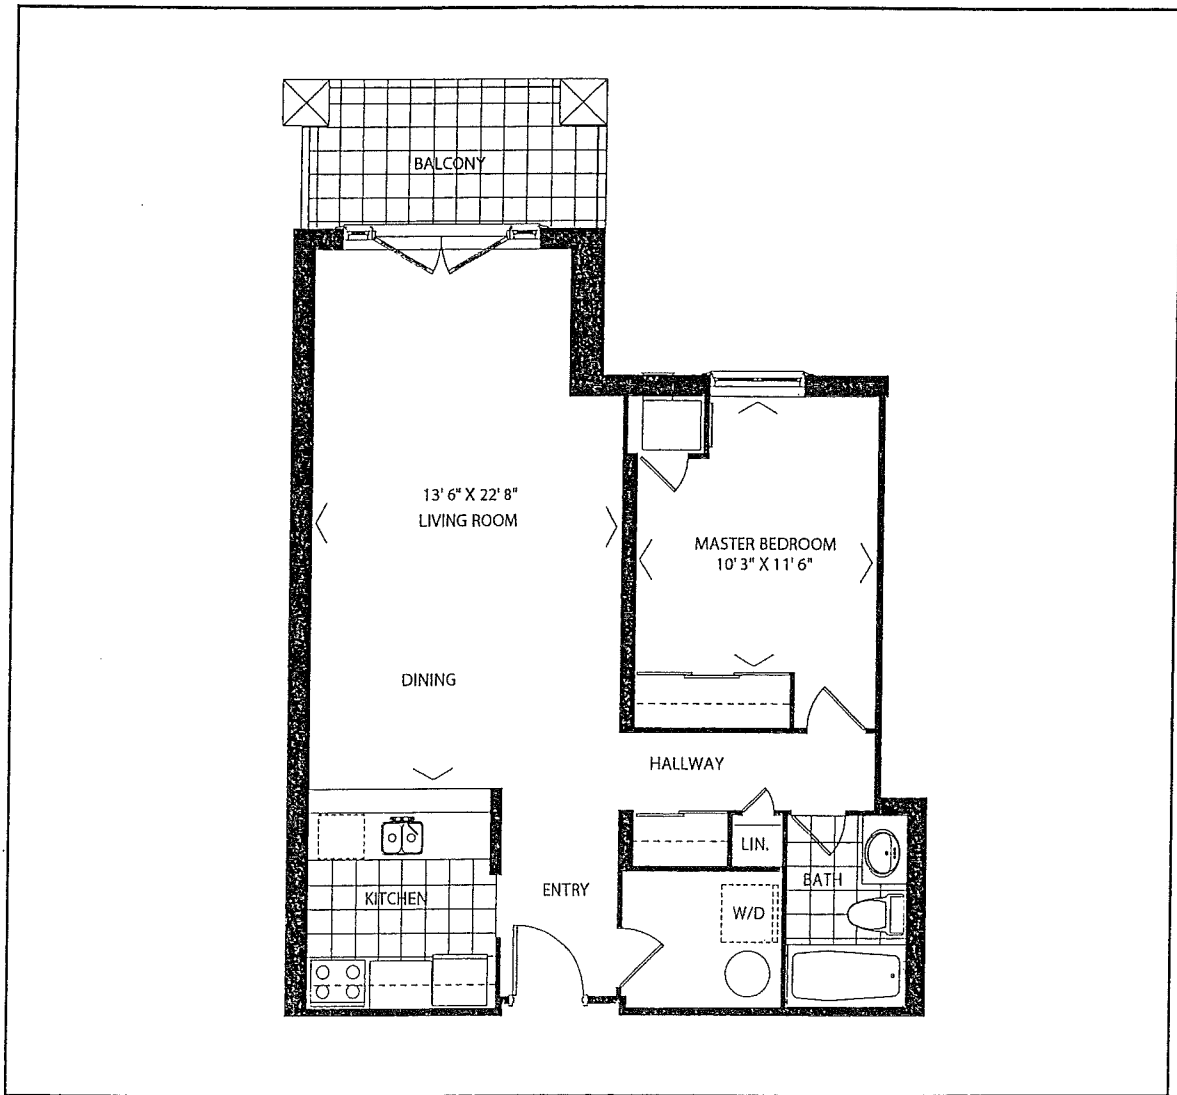 BALCONY
13' 6" X 22' 8"
LIVING ROOM
MASTER BEDROOM
10' 3" X 11' 6"
DINING
HALLWAY
LIN.
BATH
ENTRY
KITCHEN
W/D